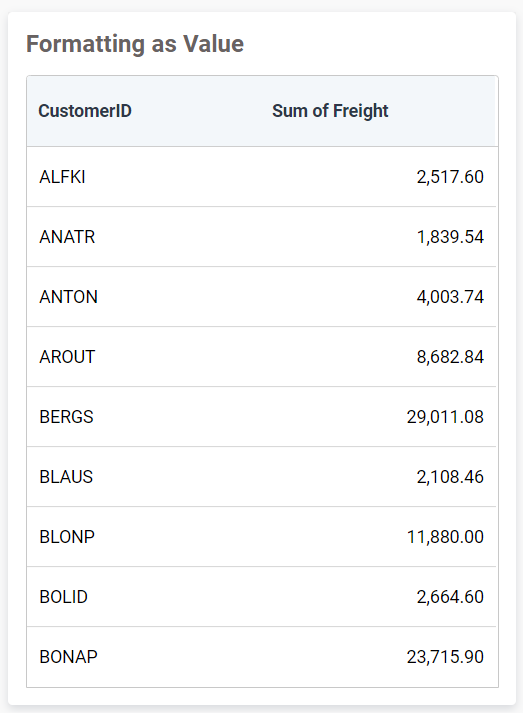 Formatting as Value
CustomerID Sum of Freight
ALFKI 2,517.60
ANATR 1,839.54
ANTON 4,003.74
AROUT 8,682.84
BERGS 29,011.08
BLAUS 2,108.46
BLONP 11,880.00
BOLID 2,664.60
BONAP 23,715.90